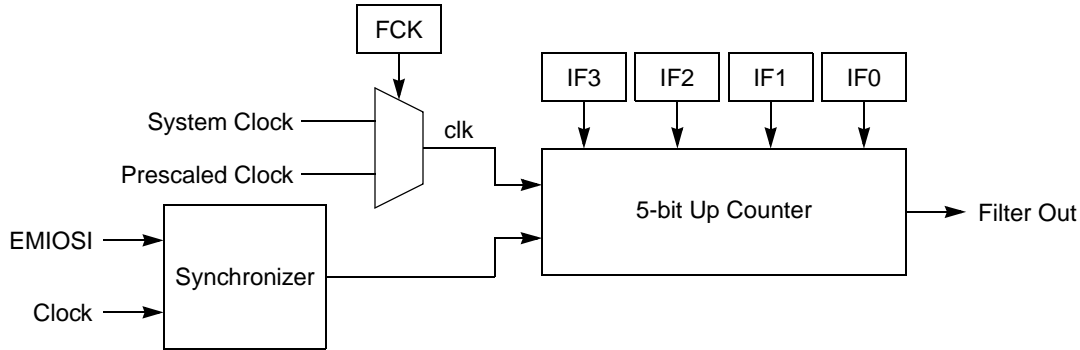 FCK
IF3
IF2
IF1
IF0
System Clock
clk
Prescaled Clock
5-bit Up Counter
Filter Out
EMIOSI
Synchronizer
Clock